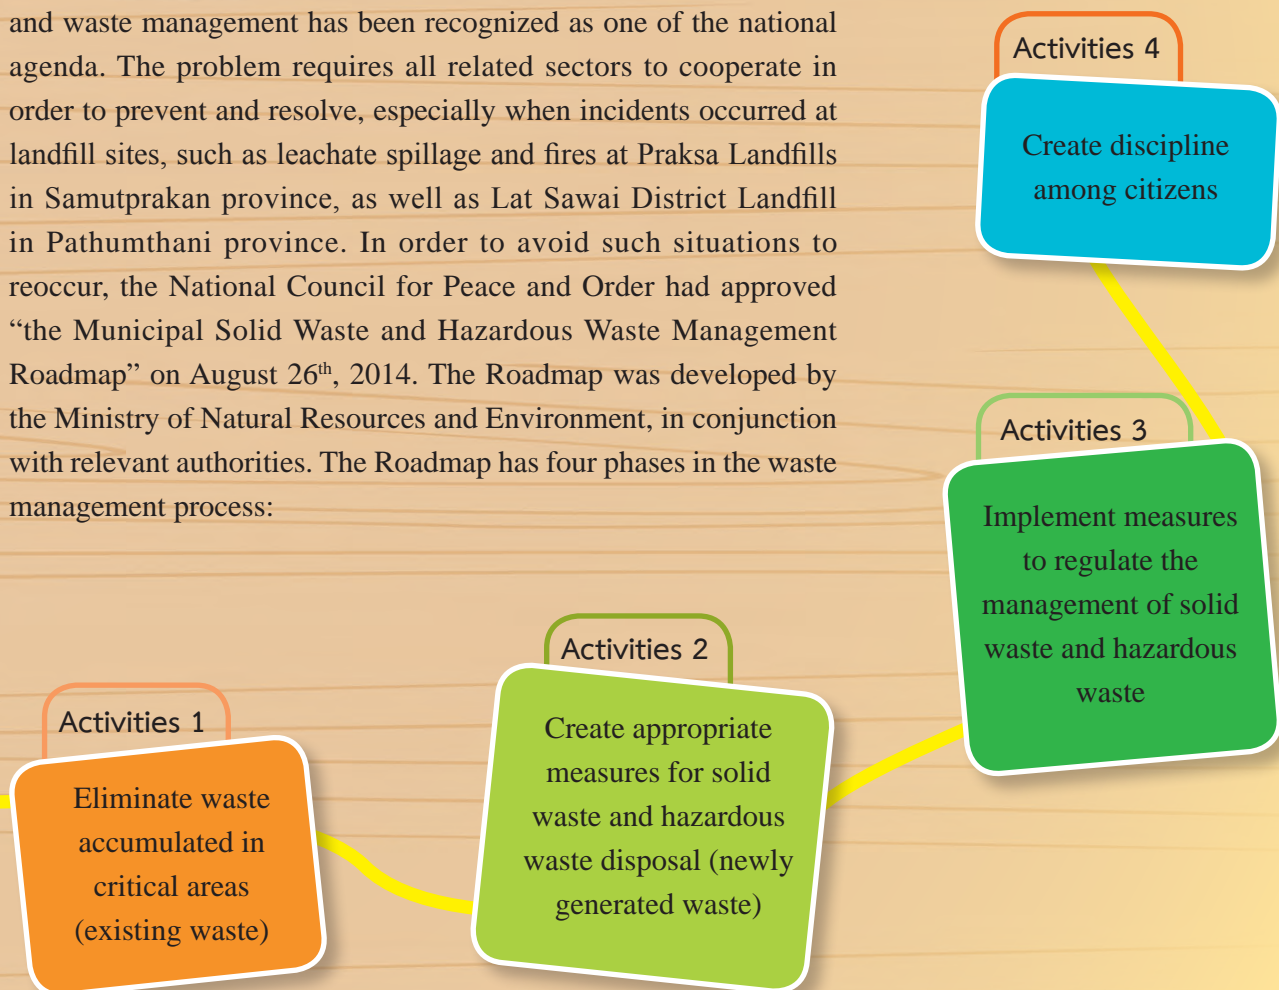 and waste management has been recognized as one of the national
agenda. The problem requires all related sectors to cooperate in
order to prevent and resolve, especially when incidents occurred at
landfill sites, such as leachate spillage and fires at Praksa Landfills
in Samutprakan province, as well as Lat Sawai District Landfill
in Pathumthani province. In order to avoid such situations to
reoccur, the National Council for Peace and Order had approved
“the Municipal Solid Waste and Hazardous Waste Management
Roadmap” on August 26th, 2014. The Roadmap was developed by
the Ministry of Natural Resources and Environment, in conjunction
with relevant authorities. The Roadmap has four phases in the waste
management process:
Activities 1
Eliminate waste
accumulated in
critical areas
(existing waste)
Activities 2
Create appropriate
measures for solid
waste and hazardous
waste disposal (newly
generated waste)
Activities 3
Implement measures
to regulate the
management of solid
waste and hazardous
waste
Activities 4
Create discipline
among citizens